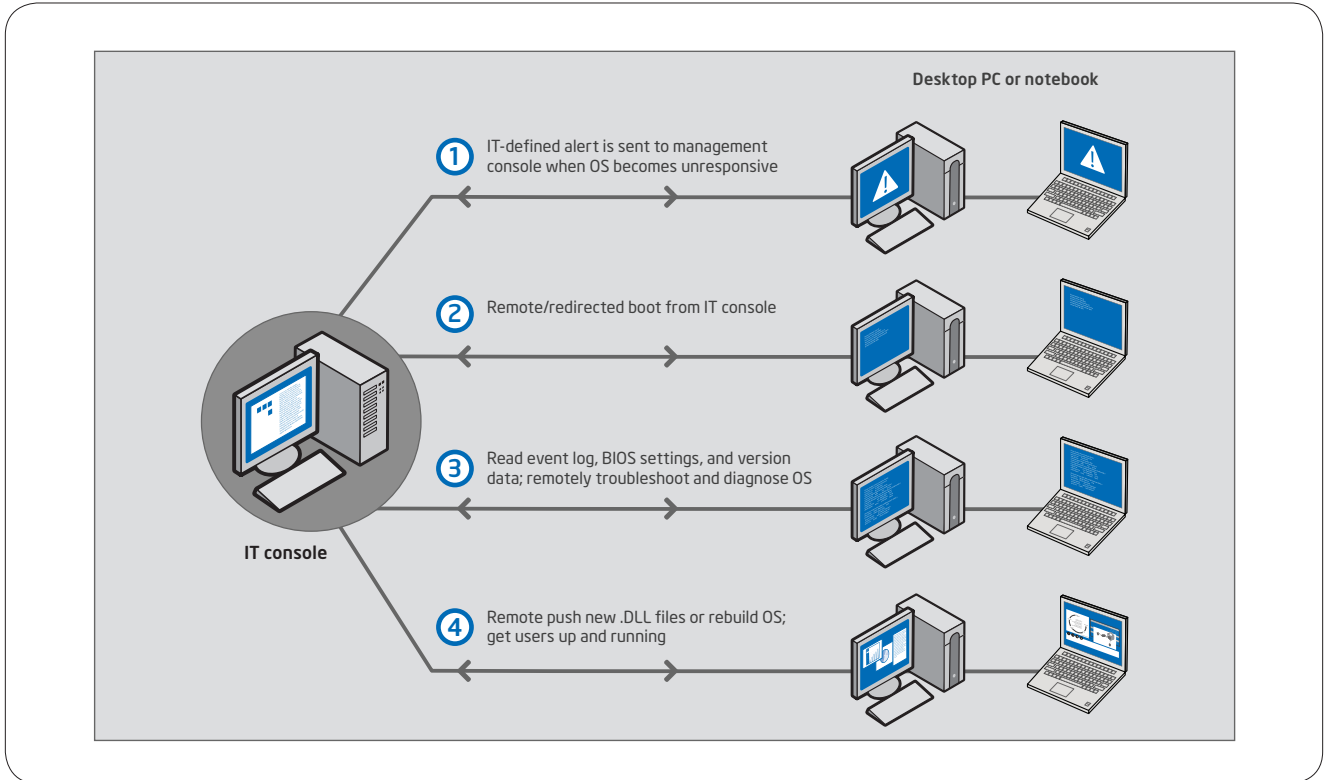 Desktop PC or notebook
1
IT-defined alert is sent to management
console when OS becomes unresponsive
2
Remote/redirected boot from IT console
3
Read event log, BIOS settings, and version
data; remotely troubleshoot and diagnose OS
IT console
4
Remote push new .DLL files or rebuild OS;
get users up and running